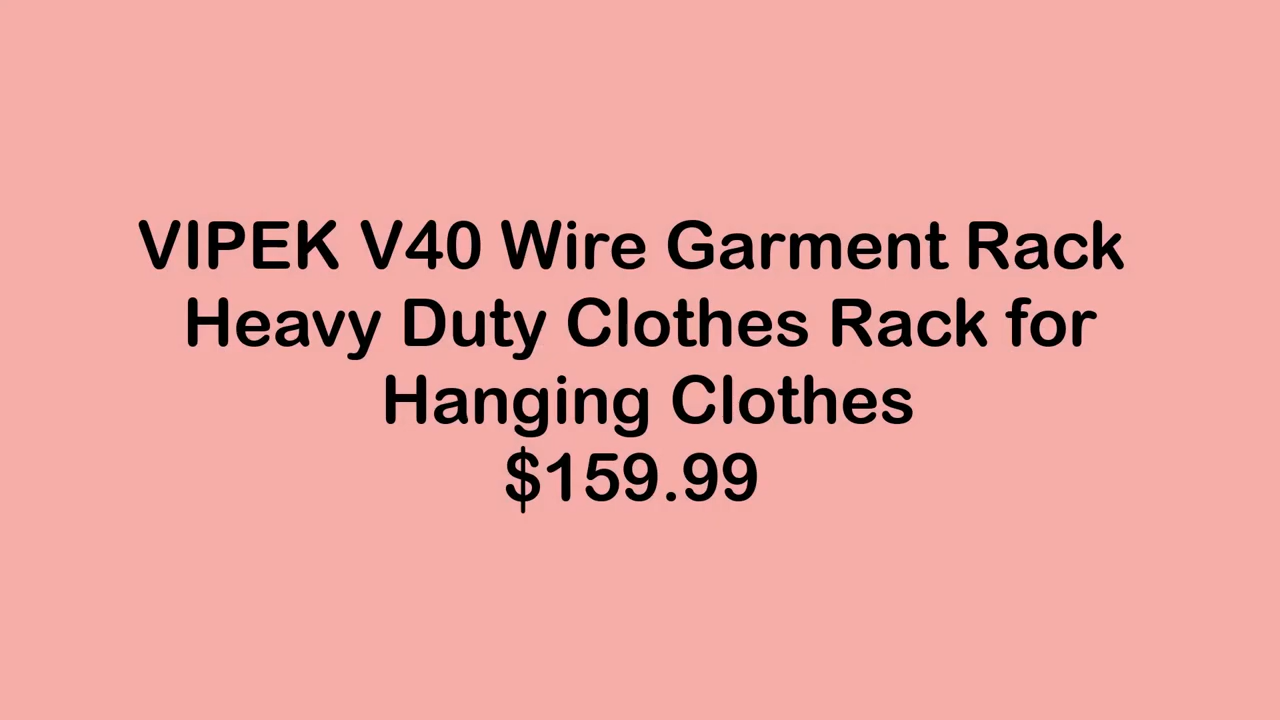 VIPEK V40 Wire Garment Rack
Heavy Duty Clothes Rack for
Hanging Clothes
$159.99